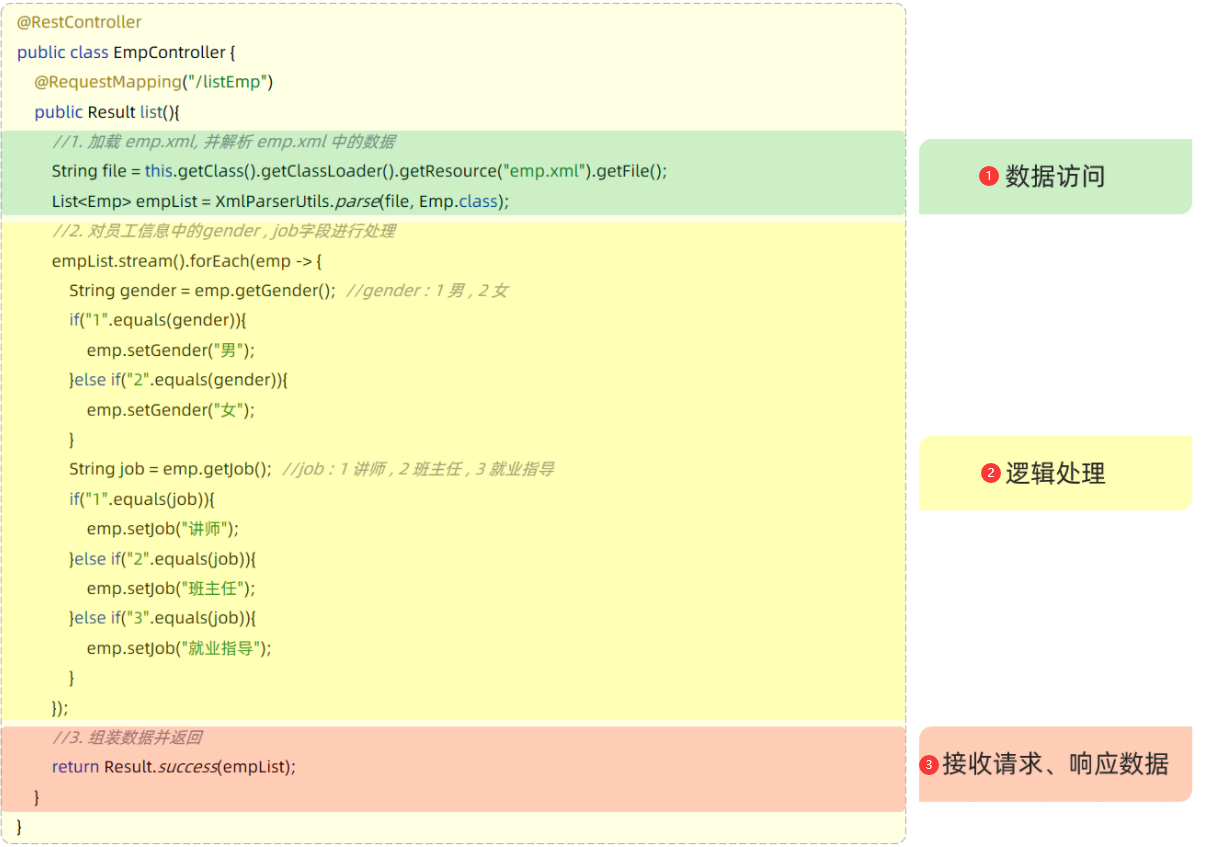 @RestController
public class EmpController {
@RequestMapping("/listEmp")
public Result list(){
//1. 加载 emp.xml, 并解析 emp.xml 中的数据
String file = this.getClass().getClassLoader().getResource("emp.xml").getFile();
List<Emp> empList = XmlParserUtils.parse(file, Emp.class);
//2. 对员工信息中的gender , job字段进行处理
empList.stream().forEach(emp -> {
String gender = emp.getGender(); //gender : 1 男 , 2 女
if("1".equals(gender)){
emp.setGender("男");
}else if("2".equals(gender)){
emp.setGender("女");
}
String job = emp.getJob(); //job : 1 讲师 , 2 班主任 , 3 就业指导
if("1".equals(job)){
emp.setJob("讲师");
}else if("2".equals(job)){
emp.setJob("班主任");
}else if("3".equals(job)){
emp.setJob("就业指导");
}
});
//3. 组装数据并返回
return Result.success(empList);
}
}
1 数据访问
2 逻辑处理
3 接收请求、响应数据